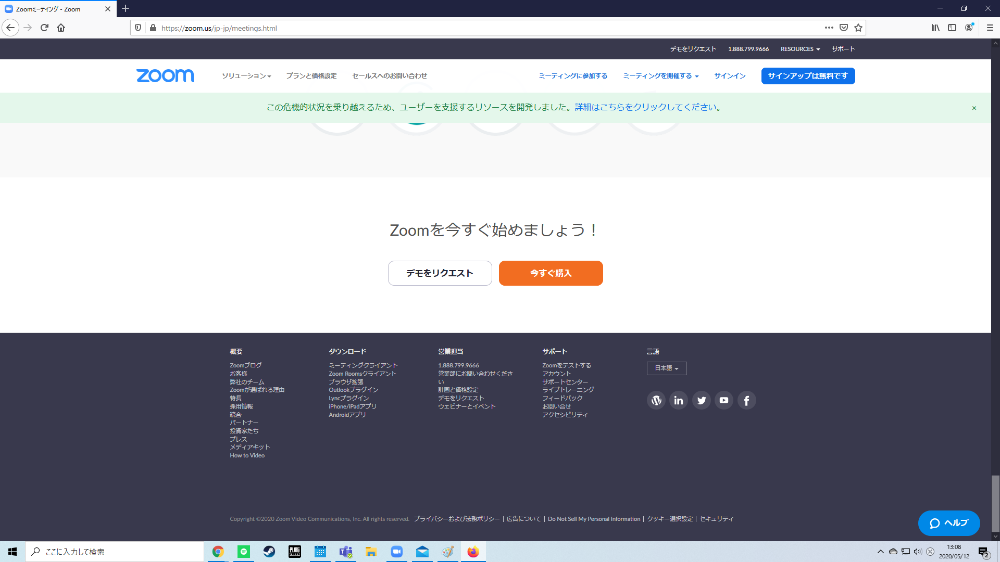 Zoomミーティング - Zoom
https://zoom.us/jp-jp/meetings.html
デモをリクエスト 1.888.799.9666 RESOURCES サポート
zoom ソリューション プランと価格設定 セールスへのお問い合わせ ミーティングに参加する ミーティングを開催する サインイン サインアップは無料です
この危機的状況を乗り越えるため、ユーザーを支援するリソースを開発しました。詳細はこちらをクリックしてください。 ×
Zoomを今すぐ始めましょう！
デモをリクエスト 今すぐ購入
概要
Zoomブログ
お客様
弊社のチーム
Zoomが選ばれる理由
特長
採用情報
統合
パートナー
投資家たち
プレス
メディアキット
How to Video
ダウンロード
ミーティングクライアント
Zoom Roomsクライアント
ブラウザ拡張
Outlookプラグイン
Lyncプラグイン
iPhone/iPadアプリ
Androidアプリ
営業担当
1.888.799.9666
営業部にお問い合わせくださ
い
計画と価格設定
デモをリクエスト
ウェビナーとイベント
サポート
Zoomをテストする
アカウント
サポートセンター
ライブトレーニング
フィードバック
お問い合せ
アクセシビリティ
言語
日本語
Copyright ©2020 Zoom Video Communications, Inc. All rights reserved. プライバシーおよび法務ポリシー | 広告について | Do Not Sell My Personal Information | クッキー選択設定 | セキュリティ
ヘルプ
ここに入力して検索
PUBG
13:08
2020/05/12
2